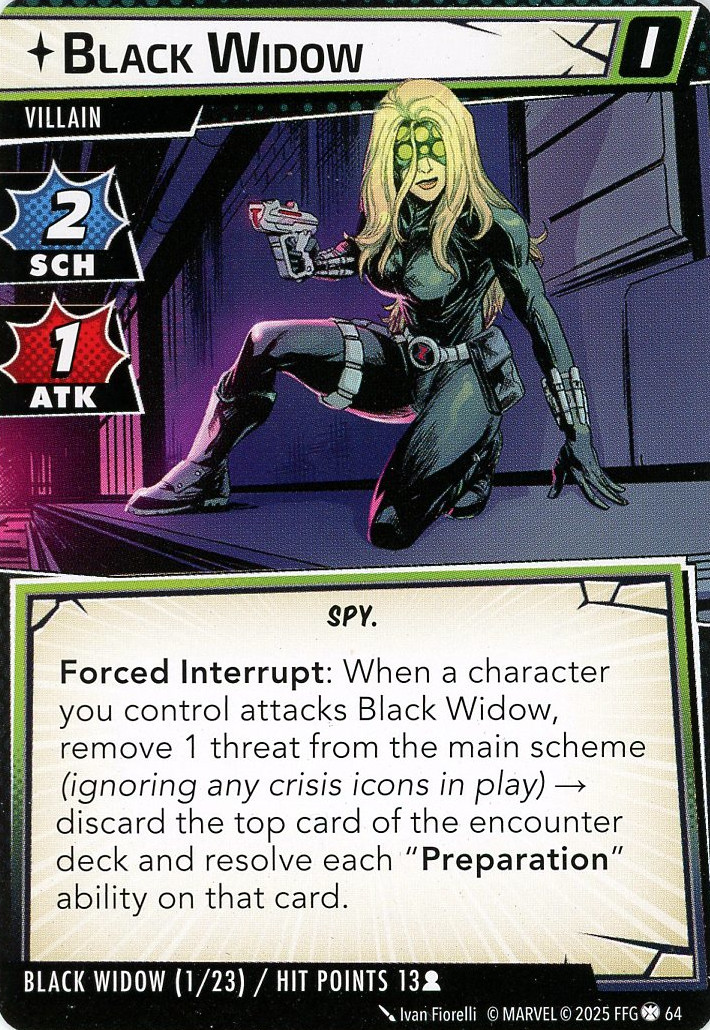 BLACK WIDOW
I
VILLAIN
2
SCH
1
ATK
SPY.
Forced Interrupt: When a character
you control attacks Black Widow,
remove 1 threat from the main scheme
(ignoring any crisis icons in play) →
discard the top card of the encounter
deck and resolve each “Preparation”
ability on that card.
BLACK WIDOW (1/23) / HIT POINTS 13
Ivan Fiorelli © MARVEL © 2025 FFG 64